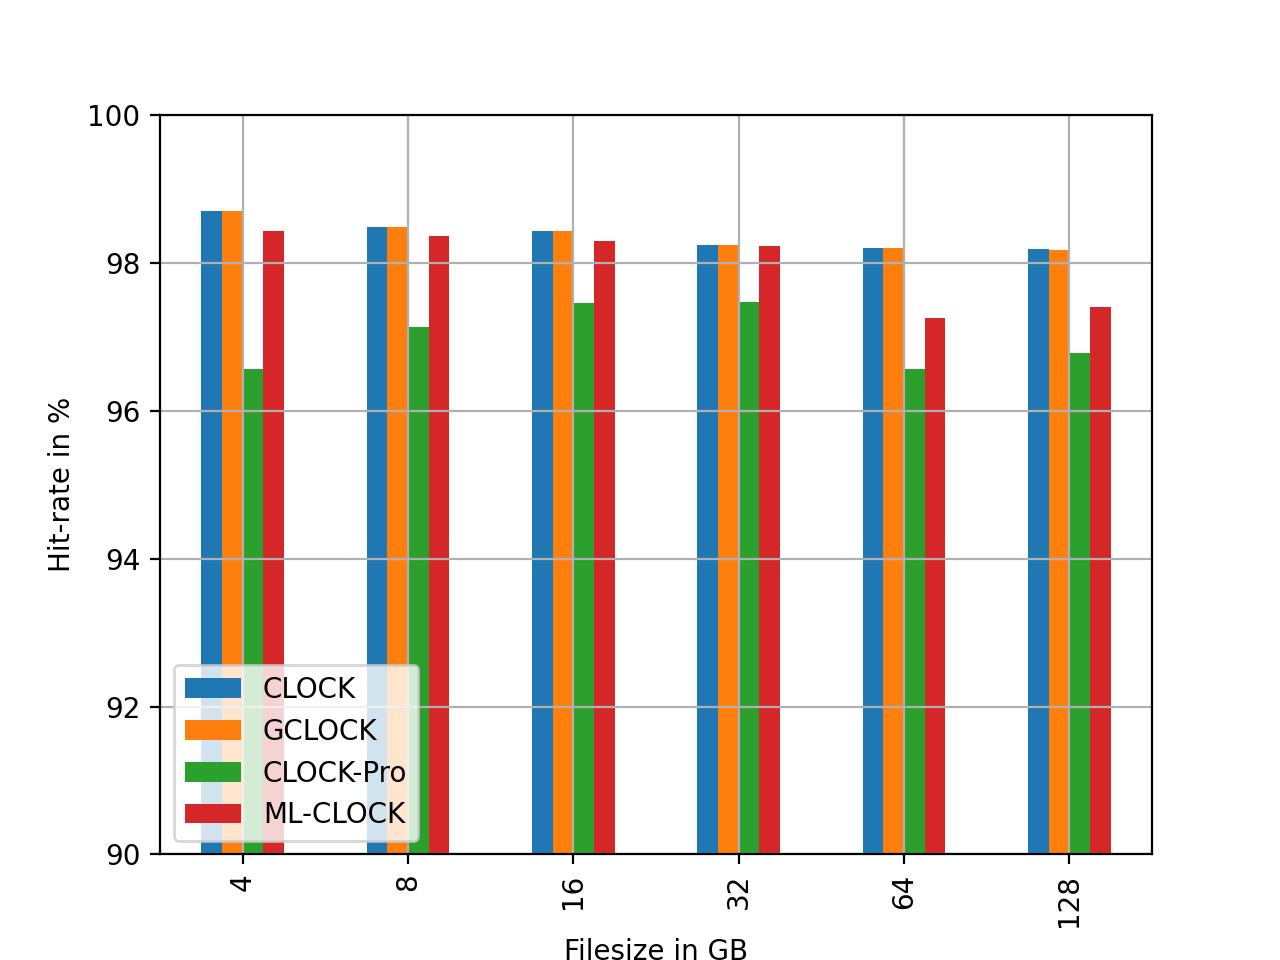 100
98
96
94
92
90
Hit-rate in %
CLOCK
GCLOCK
CLOCK-Pro
ML-CLOCK
4
8
16
32
64
128
Filesize in GB